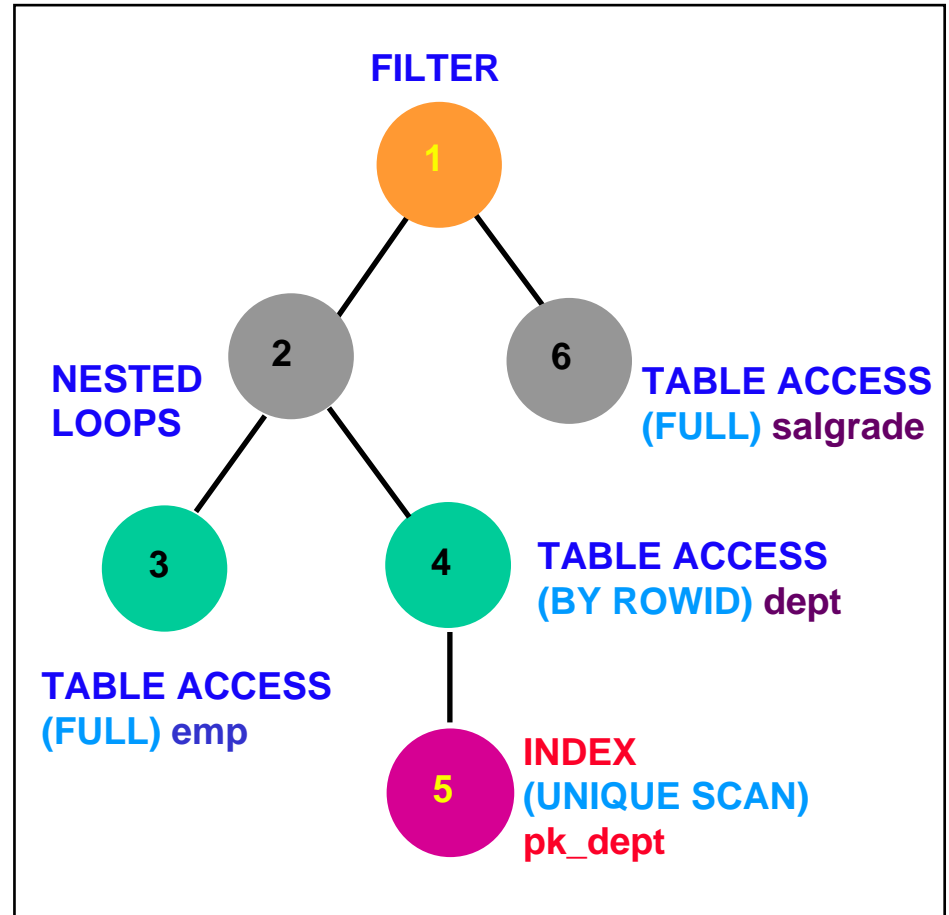 FILTER
1
2
6
NESTED
LOOPS
TABLE ACCESS
(FULL) salgrade
3
4
TABLE ACCESS
(BY ROWID) dept
TABLE ACCESS
(FULL) emp
5
INDEX
(UNIQUE SCAN)
pk_dept